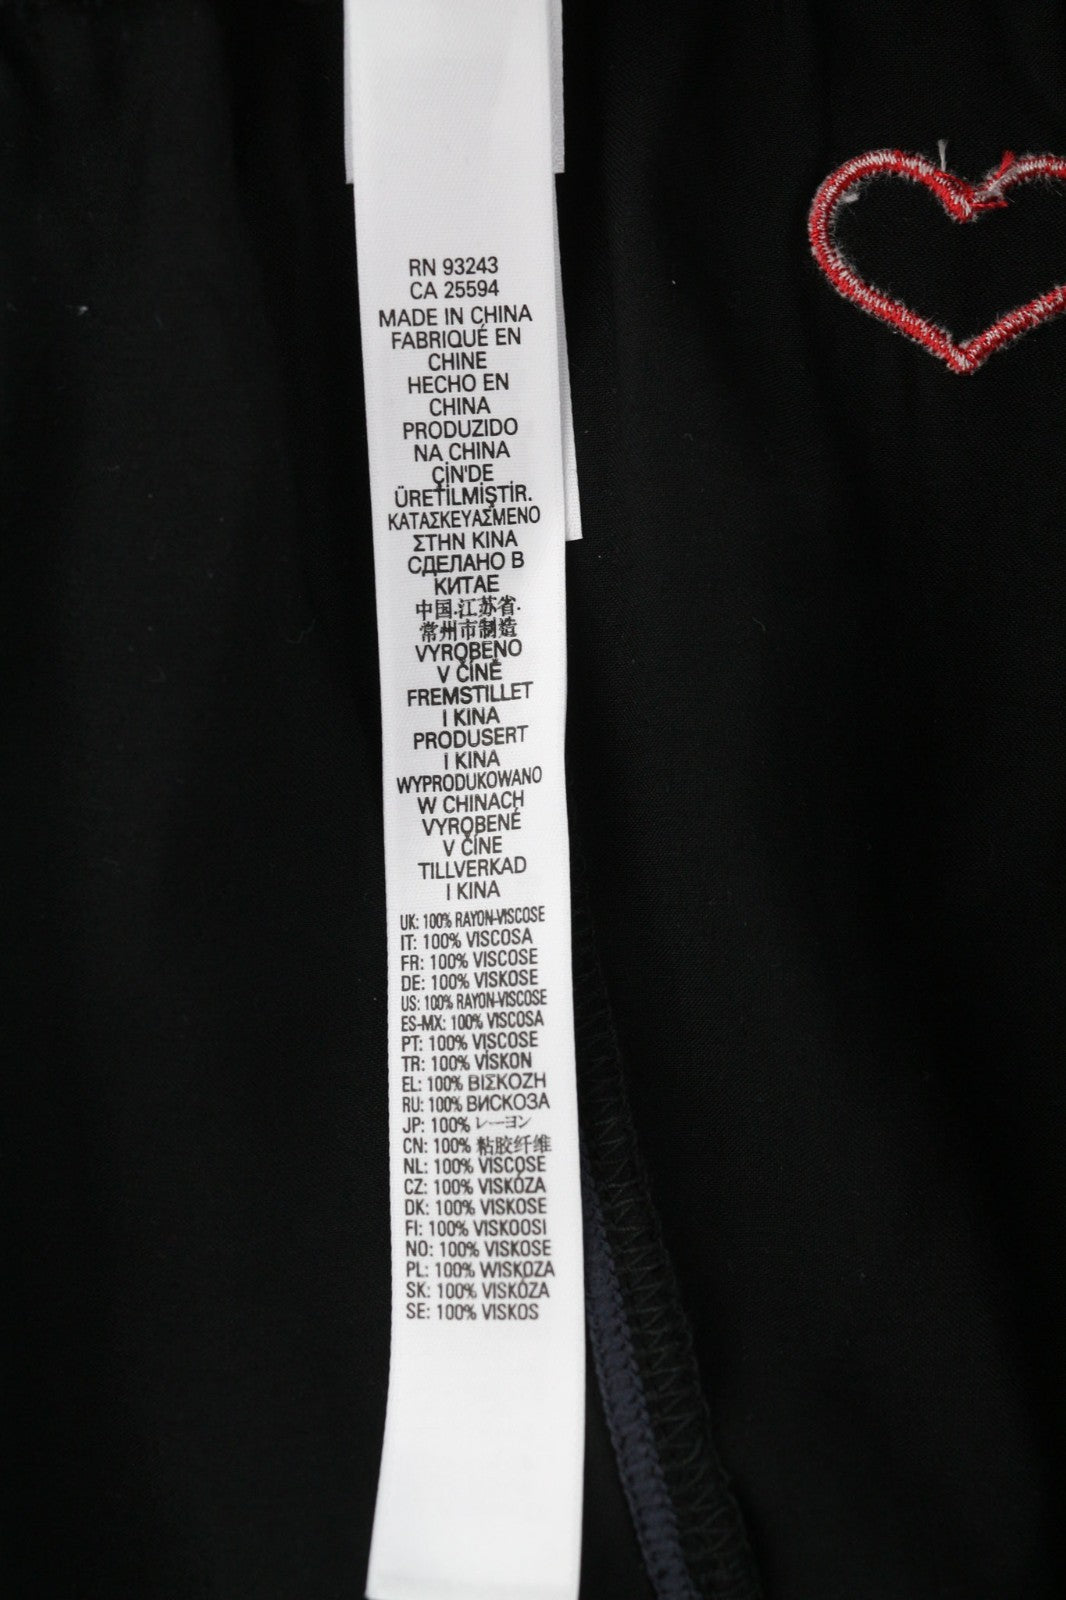 RN 93243
CA 25594
MADE IN CHINA
FABRIQUÉ EN
CHINE
HECHO EN
CHINA
PRODUZIDO
NA CHINA
ÇİN'DE
ÜRETİLMİŞTİR.
ΚΑΤΑΣΚΕΥΑΣΜΕΝΟ
ΣΤΗΝ ΚΙΝΑ
СДЕЛАНО В
КИТАЕ
中国.江苏省.
常州市制造
VYROBENO
V ČÍNĚ
FREMSTILLET
I KINA
PRODUSERT
I KINA
WYPRODUKOWANO
W CHINACH
VYROBENÉ
V ČÍNE
TILLVERKAD
I KINA
UK: 100% RAYON-VISCOSE
IT: 100% VISCOSA
FR: 100% VISCOSE
DE: 100% VISKOSE
US: 100% RAYON-VISCOSE
ES-MX: 100% VISCOSA
PT: 100% VISCOSE
TR: 100% VİSKON
EL: 100% ΒΙΣΚΟΖΗ
RU: 100% ВИСКОЗА
JP: 100% レーヨン
CN: 100% 粘胶纤维
NL: 100% VISCOSE
CZ: 100% VISKÓZA
DK: 100% VISKOSE
FI: 100% VISKOOSI
NO: 100% VISKOSE
PL: 100% WISKOZA
SK: 100% VISKÓZA
SE: 100% VISKOS